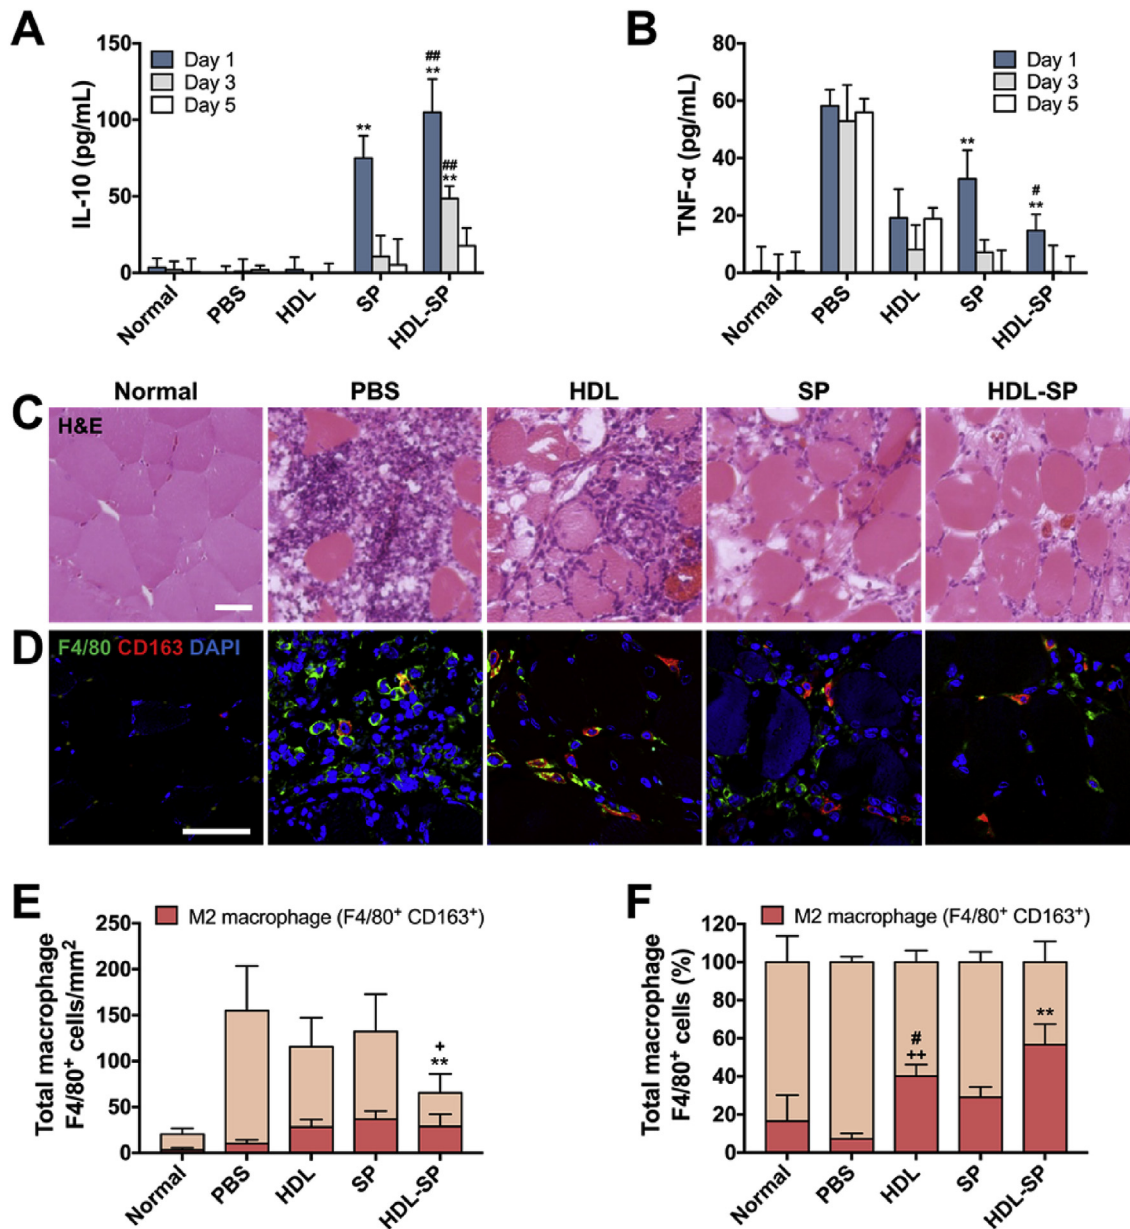 A
IL-10 (pg/mL)
150
100
50
0
Day 1
Day 3
Day 5
**
##
**
##
**
Normal
PBS
HDL
SP
HDL-SP
B
TNF-α (pg/mL)
80
60
40
20
0
Day 1
Day 3
Day 5
**
#
**
Normal
PBS
HDL
SP
HDL-SP
Normal PBS HDL SP HDL-SP
C
H&E
D
F4/80 CD163 DAPI
E
M2 macrophage (F4/80⁺ CD163⁺)
Total macrophage
F4/80⁺ cells/mm²
250
200
150
100
50
0
+
**
Normal
PBS
HDL
SP
HDL-SP
F
M2 macrophage (F4/80⁺ CD163⁺)
Total macrophage
F4/80⁺ cells (%)
120
100
80
60
40
20
0
#
++
**
Normal
PBS
HDL
SP
HDL-SP